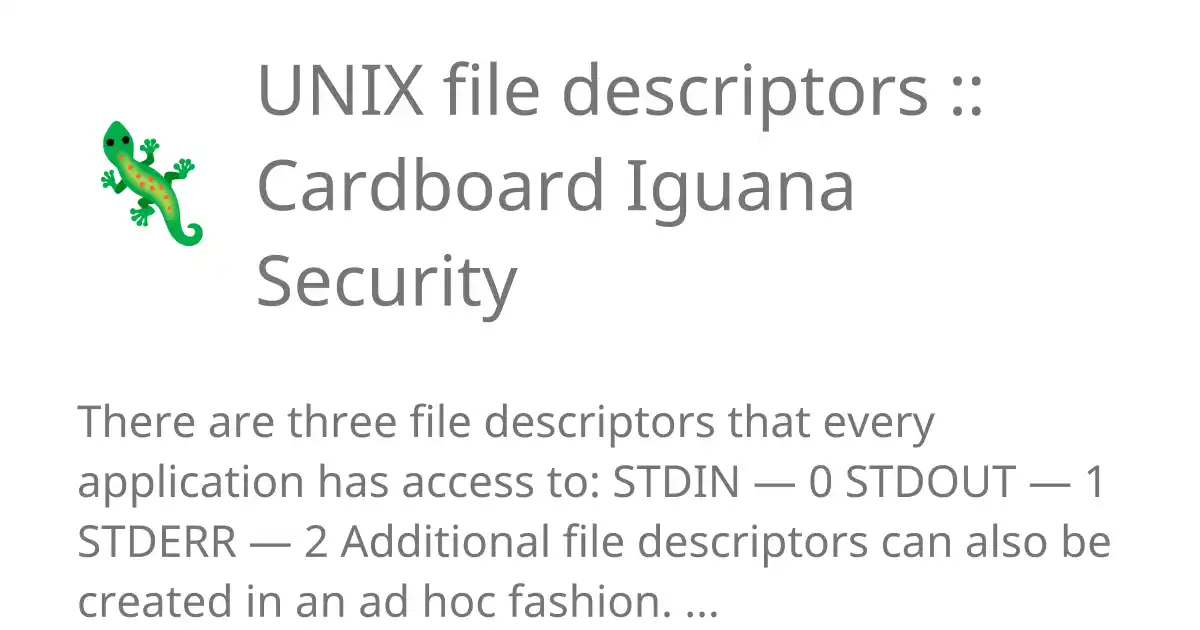 UNIX file descriptors ::
Cardboard Iguana
Security
There are three file descriptors that every
application has access to: STDIN — 0 STDOUT — 1
STDERR — 2 Additional file descriptors can also be
created in an ad hoc fashion. ...